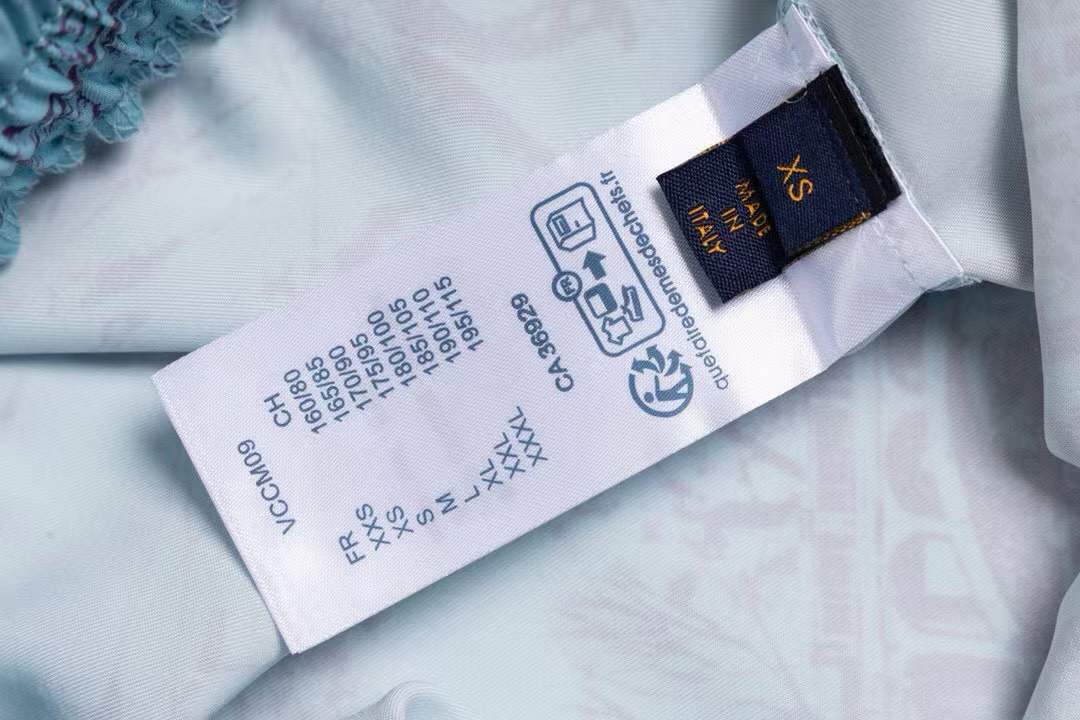 VCCM09
FR CH
XXS 160/80
XS 165/85
S 170/90
M 175/95
L 180/100
XL 185/105
XXL 190/110
XXXL 195/115
CA 36929
FR
quefairedemesdechets.fr
XS
MADE
IN
ITALY